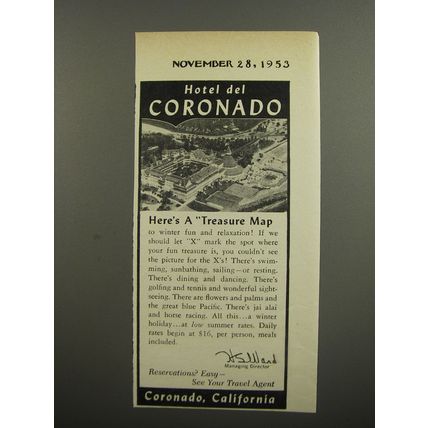 NOVEMBER 28, 1953
Hotel del
CORONADO
Here's A "Treasure Map
to winter fun and relaxation! If we
should let "X" mark the spot where
your fun treasure is, you couldn't see
the picture for the X's! There's swim-
ming, sunbathing, sailing—or resting.
There's dining and dancing. There's
golfing and tennis and wonderful sight-
seeing. There are flowers and palms and
the great blue Pacific. There's jai alai
and horse racing. All this...a winter
holiday...at low summer rates. Daily
rates begin at $16, per person, meals
included.
Managing Director
Reservations? Easy—
See Your Travel Agent
Coronado, California